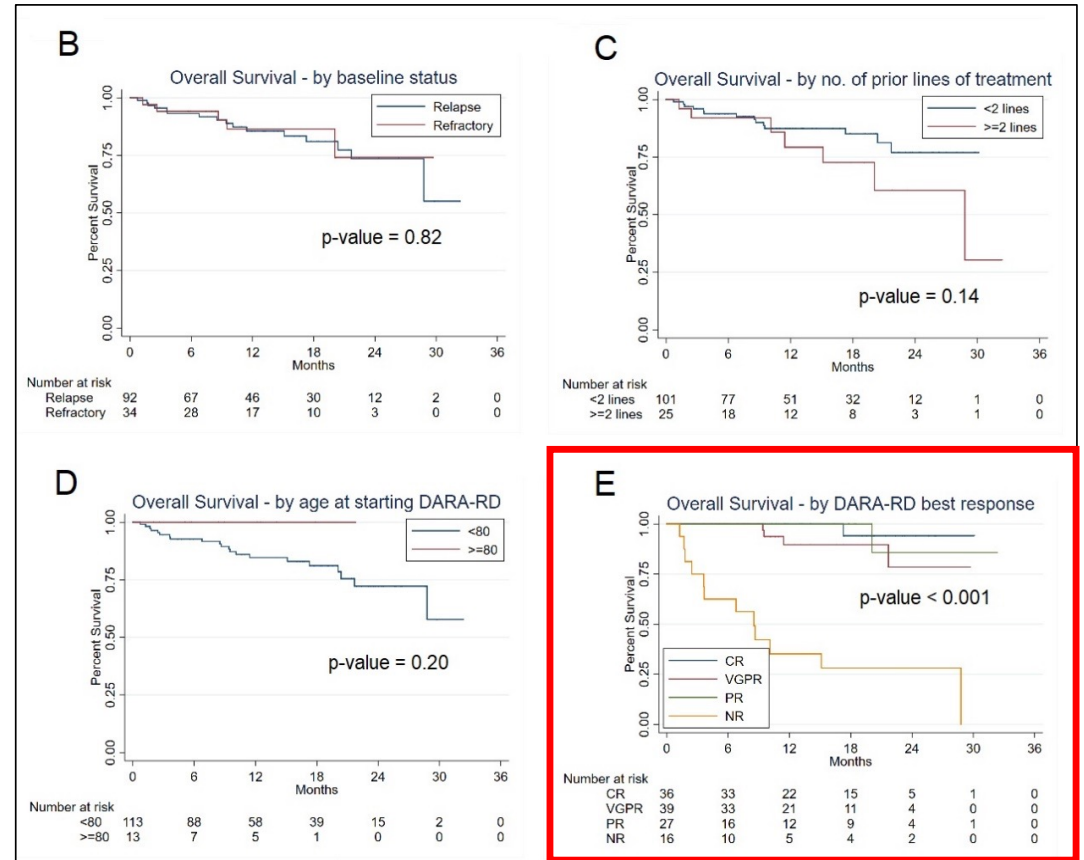 B
Overall Survival - by baseline status
Relapse
Refractory
Percent Survival
1.00
0.75
0.50
0.25
0.00
p-value = 0.82
0 6 12 18 24 30 36
Months
Number at risk
Relapse 92 67 46 30 12 2 0
Refractory 34 28 17 10 3 0 0
C
Overall Survival - by no. of prior lines of treatment
<2 lines
>=2 lines
Percent Survival
1.00
0.75
0.50
0.25
0.00
p-value = 0.14
0 6 12 18 24 30 36
Months
Number at risk
<2 lines 101 77 51 32 12 1 0
>=2 lines 25 18 12 8 3 1 0
D
Overall Survival - by age at starting DARA-RD
<80
>=80
Percent Survival
1.00
0.75
0.50
0.25
0.00
p-value = 0.20
0 6 12 18 24 30 36
Months
Number at risk
<80 113 88 58 39 15 2 0
>=80 13 7 5 1 0 0 0
E
Overall Survival - by DARA-RD best response
Percent Survival
1.00
0.75
0.50
0.25
0.00
p-value < 0.001
CR
VGPR
PR
NR
0 6 12 18 24 30 36
Months
Number at risk
CR 36 33 22 15 5 1 0
VGPR 39 33 21 11 4 0 0
PR 27 16 12 9 4 1 0
NR 16 10 5 4 2 0 0